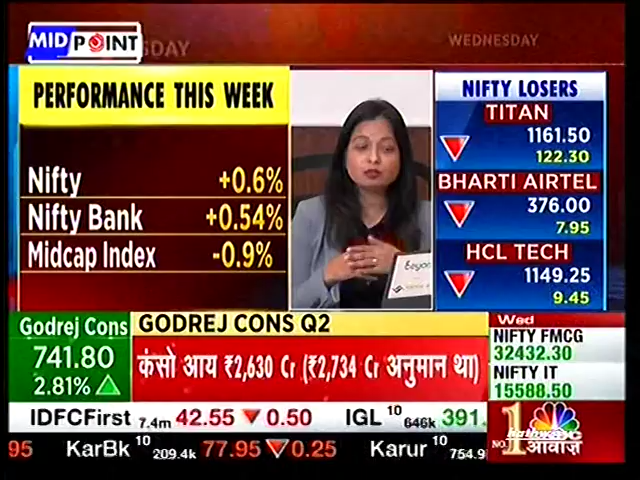 MIDPOINT
WEDNESDAY
PERFORMANCE THIS WEEK
Nifty +0.6%
Nifty Bank +0.54%
Midcap Index -0.9%
NIFTY LOSERS
TITAN
1161.50
122.30
BHARTI AIRTEL
376.00
7.95
HCL TECH
1149.25
9.45
Godrej Cons
741.80
2.81%
GODREJ CONS Q2
कंसो आय ₹2,630 Cr (₹2,734 Cr अनुमान था)
Wed
NIFTY FMCG
32432.30
NIFTY IT
15588.50
IDFCFirst 7.4m 42.55 0.50 IGL 10 646k 391.
95 KarBk 10 209.4k 77.95 0.25 Karur 10 754.9
NO.1
आवाज़